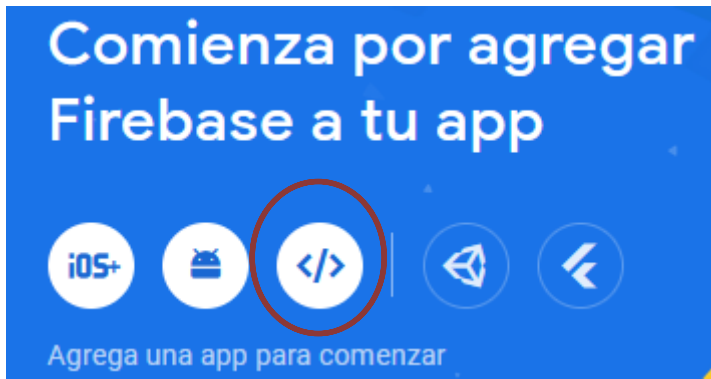 Comienza por agregar
Firebase a tu app
iOS+ </>
Agrega una app para comenzar